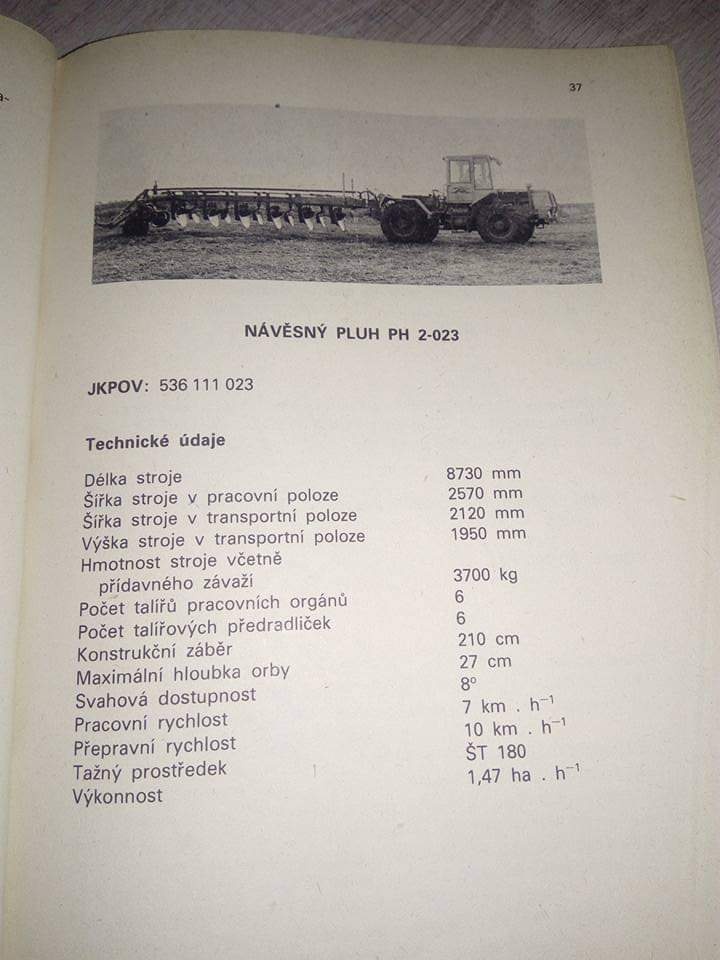 a-
37
NÁVĚSNÝ PLUH PH 2-023
JKPOV: 536 111 023
Technické údaje
Délka stroje 8730 mm
Šířka stroje v pracovní poloze 2570 mm
Šířka stroje v transportní poloze 2120 mm
Výška stroje v transportní poloze 1950 mm
Hmotnost stroje včetně
přídavného závaží 3700 kg
Počet talířů pracovních orgánů 6
Počet talířových předradliček 6
Konstrukční záběr 210 cm
Maximální hloubka orby 27 cm
Svahová dostupnost 8º
Pracovní rychlost 7 km . h⁻¹
Přepravní rychlost 10 km . h⁻¹
Tažný prostředek ŠT 180
Výkonnost 1,47 ha . h⁻¹